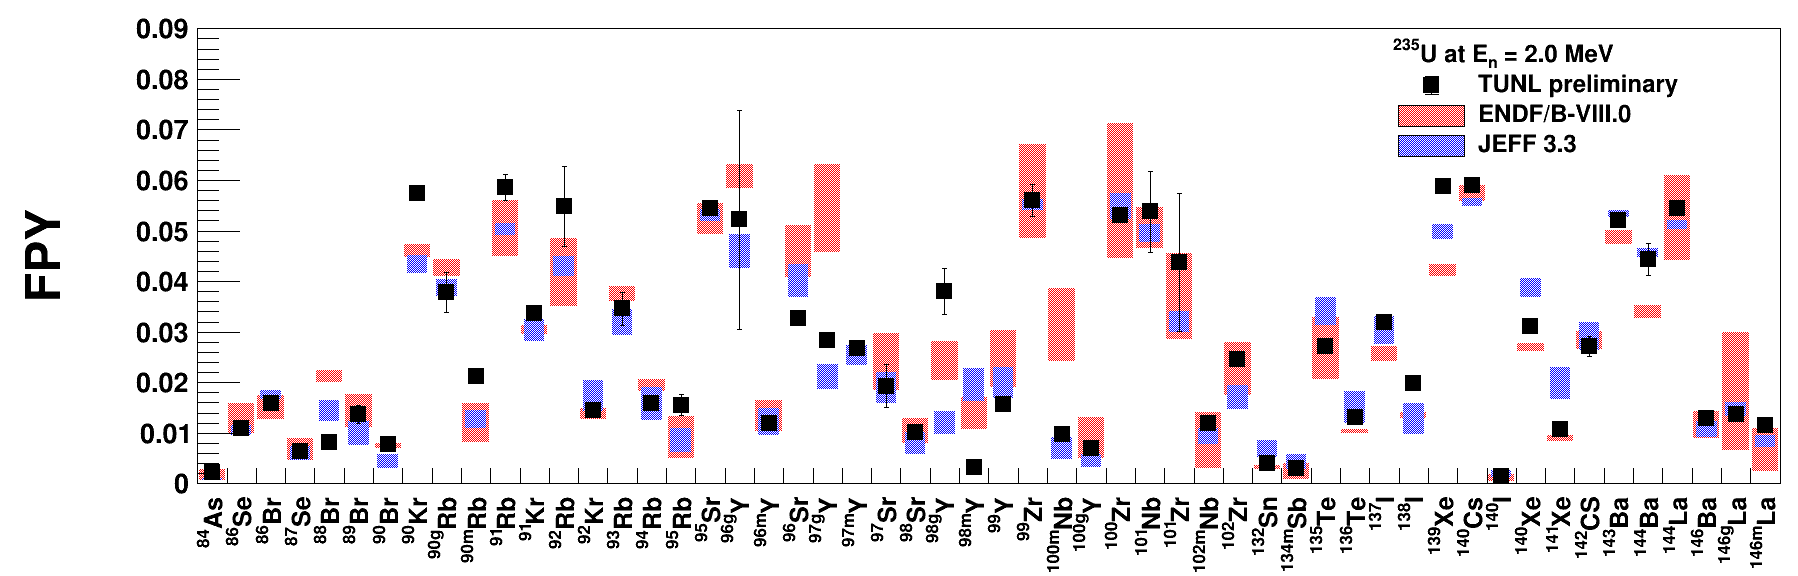 FPY
0.09
0.08
0.07
0.06
0.05
0.04
0.03
0.02
0.01
0
²³⁵U at Eₙ = 2.0 MeV
TUNL preliminary
ENDF/B-VIII.0
JEFF 3.3
⁸⁴As
⁸⁶Se
⁸⁶Br
⁸⁷Se
⁸⁸Br
⁸⁹Br
⁹⁰Br
⁹⁰Kr
⁹⁰ᵍRb
⁹⁰ᵐRb
⁹¹Rb
⁹¹Kr
⁹²Rb
⁹²Kr
⁹³Rb
⁹⁴Rb
⁹⁵Rb
⁹⁵Sr
⁹⁶ᵍY
⁹⁶ᵐY
⁹⁶Sr
⁹⁷ᵍY
⁹⁷ᵐY
⁹⁷Sr
⁹⁸Sr
⁹⁸ᵍY
⁹⁸ᵐY
⁹⁹Y
⁹⁹Zr
¹⁰⁰ᵐNb
¹⁰⁰ᵍY
¹⁰⁰Zr
¹⁰¹Nb
¹⁰¹Zr
¹⁰²ᵐNb
¹⁰²Zr
¹³²Sn
¹³⁴ᵐSb
¹³⁵Te
¹³⁶Te
¹³⁷I
¹³⁸I
¹³⁹Xe
¹⁴⁰Cs
¹⁴⁰I
¹⁴⁰Xe
¹⁴¹Xe
¹⁴²CS
¹⁴³Ba
¹⁴⁴Ba
¹⁴⁴La
¹⁴⁶Ba
¹⁴⁶ᵍLa
¹⁴⁶ᵐLa